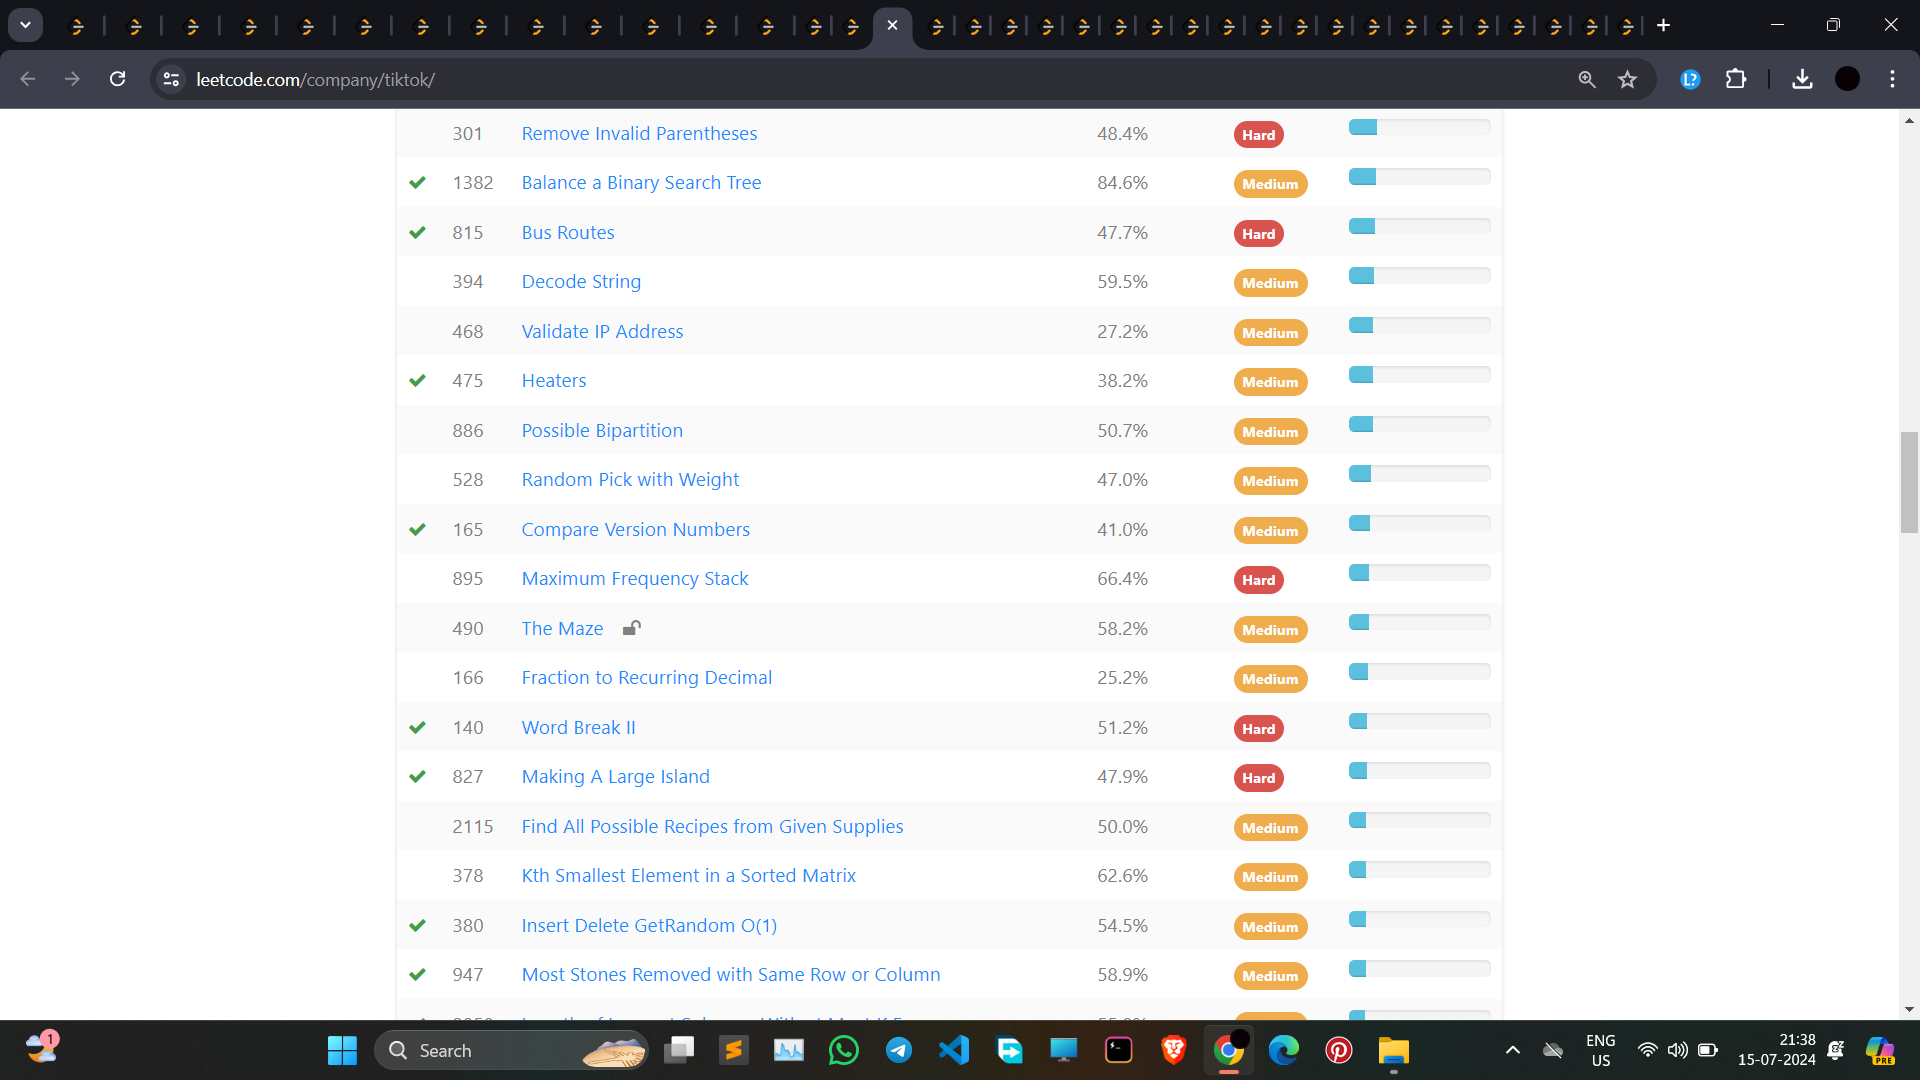 leetcode.com/company/tiktok/
301 Remove Invalid Parentheses 48.4% Hard
1382 Balance a Binary Search Tree 84.6% Medium
815 Bus Routes 47.7% Hard
394 Decode String 59.5% Medium
468 Validate IP Address 27.2% Medium
475 Heaters 38.2% Medium
886 Possible Bipartition 50.7% Medium
528 Random Pick with Weight 47.0% Medium
165 Compare Version Numbers 41.0% Medium
895 Maximum Frequency Stack 66.4% Hard
490 The Maze 58.2% Medium
166 Fraction to Recurring Decimal 25.2% Medium
140 Word Break II 51.2% Hard
827 Making A Large Island 47.9% Hard
2115 Find All Possible Recipes from Given Supplies 50.0% Medium
378 Kth Smallest Element in a Sorted Matrix 62.6% Medium
380 Insert Delete GetRandom O(1) 54.5% Medium
947 Most Stones Removed with Same Row or Column 58.9% Medium
1
Search
ENG
US
21:38
15-07-2024
PRE